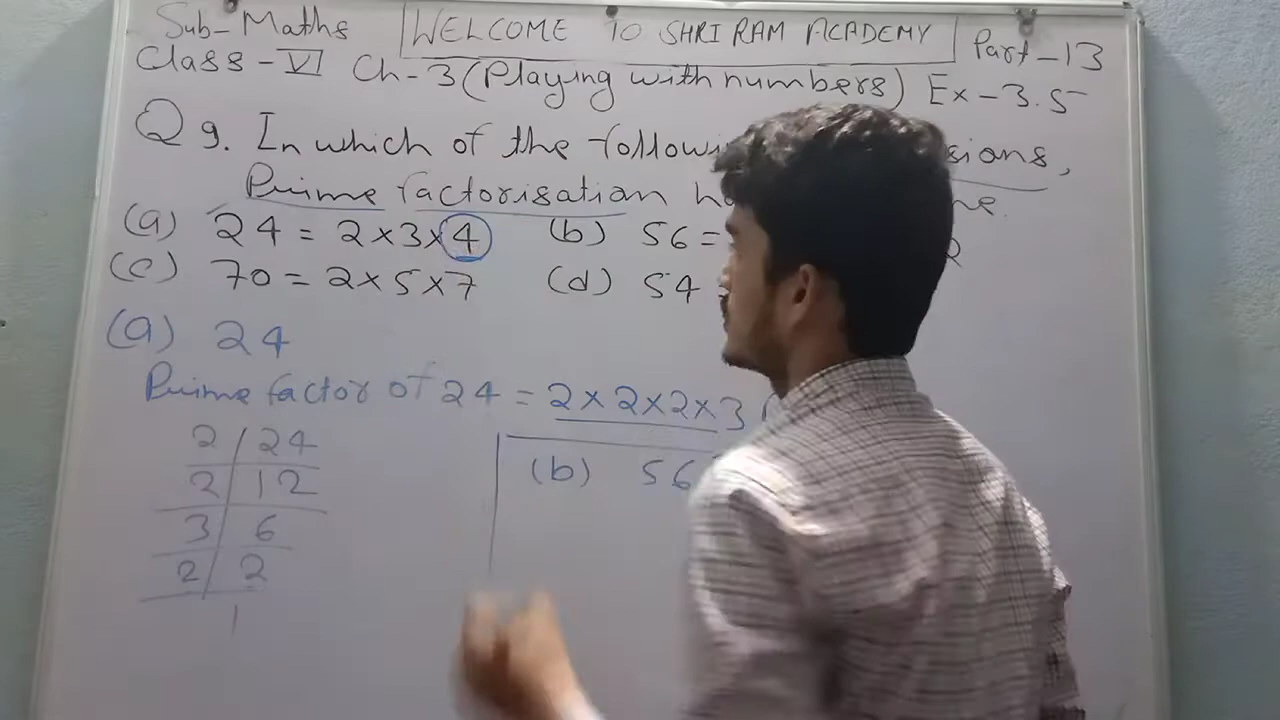 Sub-Maths WELCOME TO SHRI RAM ACADEMY Part-13
Class-VI Ch-3 (Playing with numbers) Ex-3.5
Q9. In which of the
Prime factorisation
(a) 24 = 2×3×4 (b) 56 =
(c) 70 = 2×5×7 (d) 54
(a) 24
Prime factor of 24 = 2×2×2×3
2 24
2 12
3 6
2 2
1
(b) 56